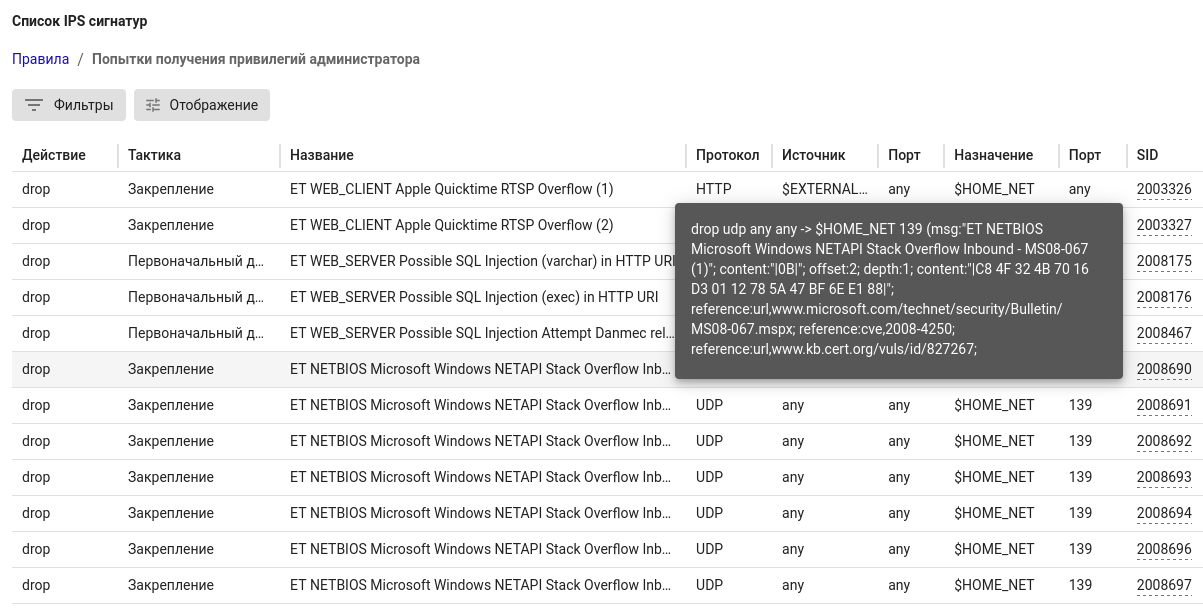 Список IPS сигнатур
Правила / Попытки получения привилегий администратора
Фильтры Отображение
Действие Тактика Название Протокол Источник Порт Назначение Порт SID
drop Закрепление ET WEB_CLIENT Apple Quicktime RTSP Overflow (1) HTTP $EXTERNAL... any $HOME_NET any 2003326
drop Закрепление ET WEB_CLIENT Apple Quicktime RTSP Overflow (2) 2003327
drop Первоначальный д... ET WEB_SERVER Possible SQL Injection (varchar) in HTTP URI 2008175
drop Первоначальный д... ET WEB_SERVER Possible SQL Injection (exec) in HTTP URI 2008176
drop Первоначальный д... ET WEB_SERVER Possible SQL Injection Attempt Danmec rel... 2008467
drop Закрепление ET NETBIOS Microsoft Windows NETAPI Stack Overflow Inb... 2008690
drop udp any any -> $HOME_NET 139 (msg:"ET NETBIOS
Microsoft Windows NETAPI Stack Overflow Inbound - MS08-067
(1)"; content:"|0B|"; offset:2; depth:1; content:"|C8 4F 32 4B 70 16
D3 01 12 78 5A 47 BF 6E E1 88|";
reference:url,www.microsoft.com/technet/security/Bulletin/
MS08-067.mspx; reference:cve,2008-4250;
reference:url,www.kb.cert.org/vuls/id/827267;
drop Закрепление ET NETBIOS Microsoft Windows NETAPI Stack Overflow Inb... UDP any any $HOME_NET 139 2008691
drop Закрепление ET NETBIOS Microsoft Windows NETAPI Stack Overflow Inb... UDP any any $HOME_NET 139 2008692
drop Закрепление ET NETBIOS Microsoft Windows NETAPI Stack Overflow Inb... UDP any any $HOME_NET 139 2008693
drop Закрепление ET NETBIOS Microsoft Windows NETAPI Stack Overflow Inb... UDP any any $HOME_NET 139 2008694
drop Закрепление ET NETBIOS Microsoft Windows NETAPI Stack Overflow Inb... UDP any any $HOME_NET 139 2008696
drop Закрепление ET NETBIOS Microsoft Windows NETAPI Stack Overflow Inb... UDP any any $HOME_NET 139 2008697